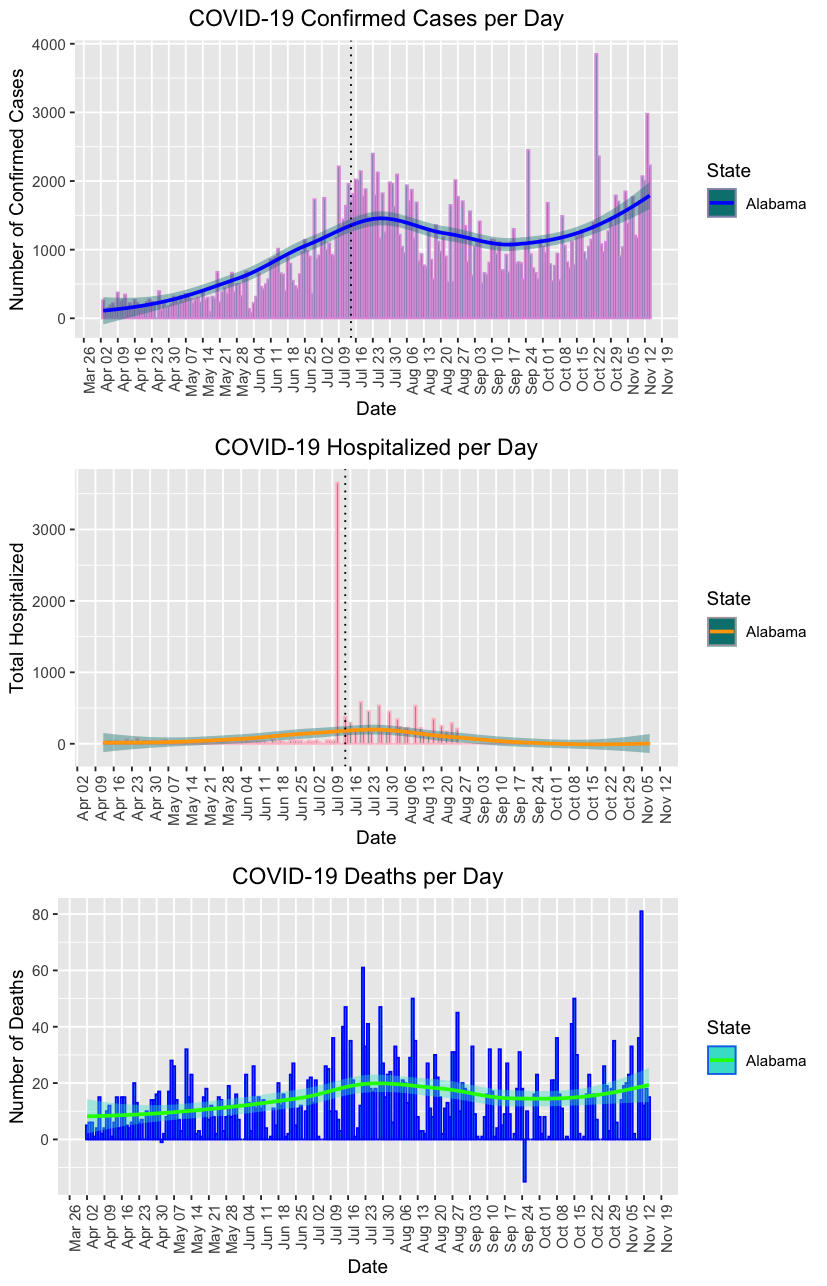 COVID-19 Confirmed Cases per Day
Number of Confirmed Cases
4000
3000
2000
1000
0
Mar 26 Apr 02 Apr 09 Apr 16 Apr 23 Apr 30 May 07 May 14 May 21 May 28 Jun 04 Jun 11 Jun 18 Jun 25 Jul 02 Jul 09 Jul 16 Jul 23 Jul 30 Aug 06 Aug 13 Aug 20 Aug 27 Sep 03 Sep 10 Sep 17 Sep 24 Oct 01 Oct 08 Oct 15 Oct 22 Oct 29 Nov 05 Nov 12 Nov 19
Date
State
Alabama
COVID-19 Hospitalized per Day
Total Hospitalized
3000
2000
1000
0
Apr 02 Apr 09 Apr 16 Apr 23 Apr 30 May 07 May 14 May 21 May 28 Jun 04 Jun 11 Jun 18 Jun 25 Jul 02 Jul 09 Jul 16 Jul 23 Jul 30 Aug 06 Aug 13 Aug 20 Aug 27 Sep 03 Sep 10 Sep 17 Sep 24 Oct 01 Oct 08 Oct 15 Oct 22 Oct 29 Nov 05 Nov 12
Date
State
Alabama
COVID-19 Deaths per Day
Number of Deaths
80
60
40
20
0
Mar 26 Apr 02 Apr 09 Apr 16 Apr 23 Apr 30 May 07 May 14 May 21 May 28 Jun 04 Jun 11 Jun 18 Jun 25 Jul 02 Jul 09 Jul 16 Jul 23 Jul 30 Aug 06 Aug 13 Aug 20 Aug 27 Sep 03 Sep 10 Sep 17 Sep 24 Oct 01 Oct 08 Oct 15 Oct 22 Oct 29 Nov 05 Nov 12 Nov 19
Date
State
Alabama